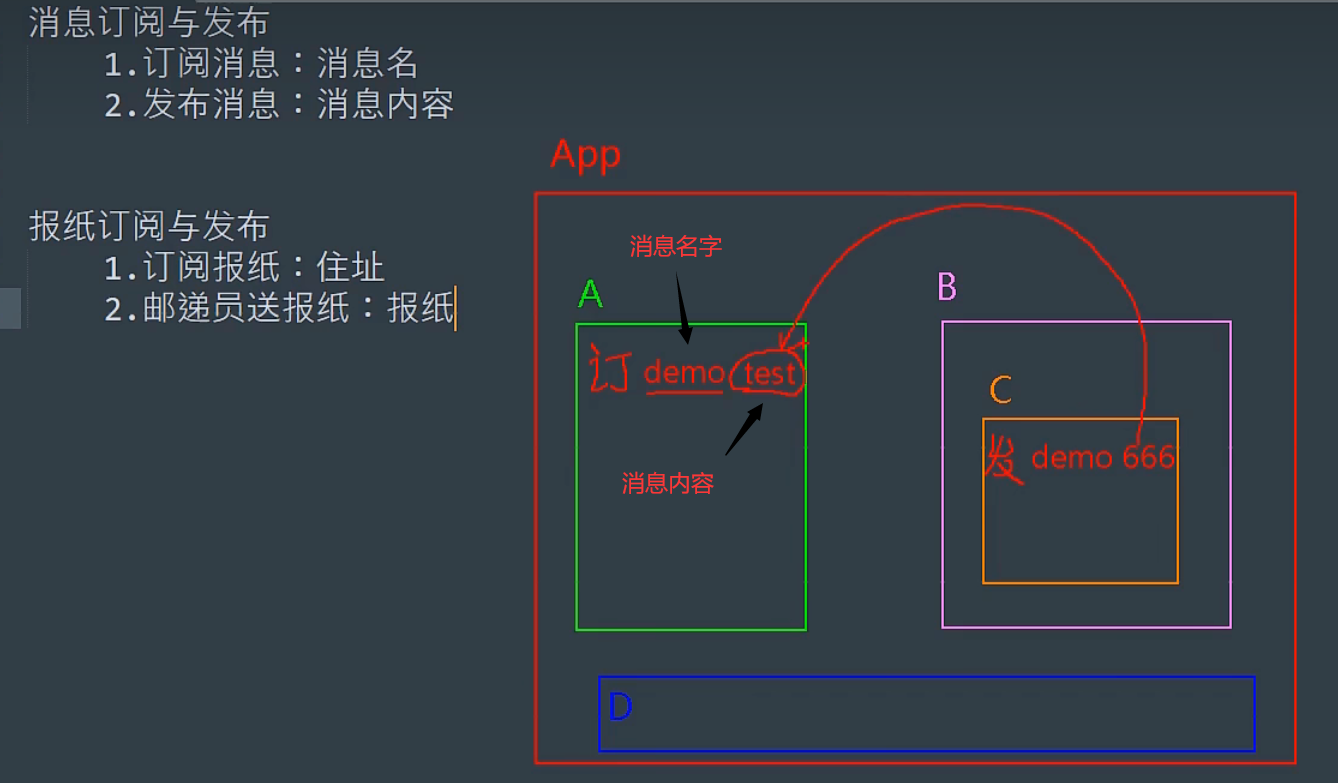 消息订阅与发布
1.订阅消息：消息名
2.发布消息：消息内容
报纸订阅与发布
1.订阅报纸：住址
2.邮递员送报纸：报纸
App
消息名字
A
订 demo test
消息内容
B
C
发 demo 666
D